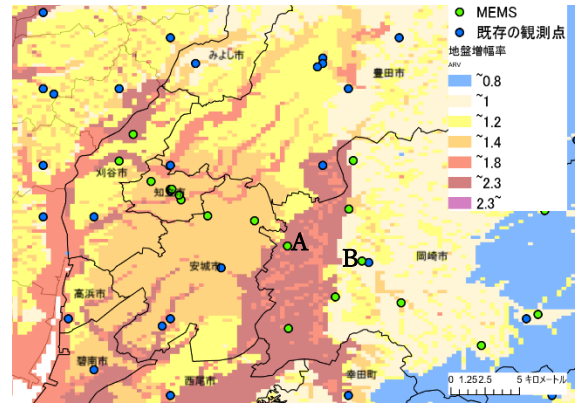 MEMS
既存の観測点
地盤増幅率
ARV
~0.8
~1
~1.2
~1.4
~1.8
~2.3
2.3~
みよし市
豊田市
刈谷市
知立市
A
B
岡崎市
安城市
高浜市
碧南市
西尾市
幸田町
0 1.252.5 5 キロメートル